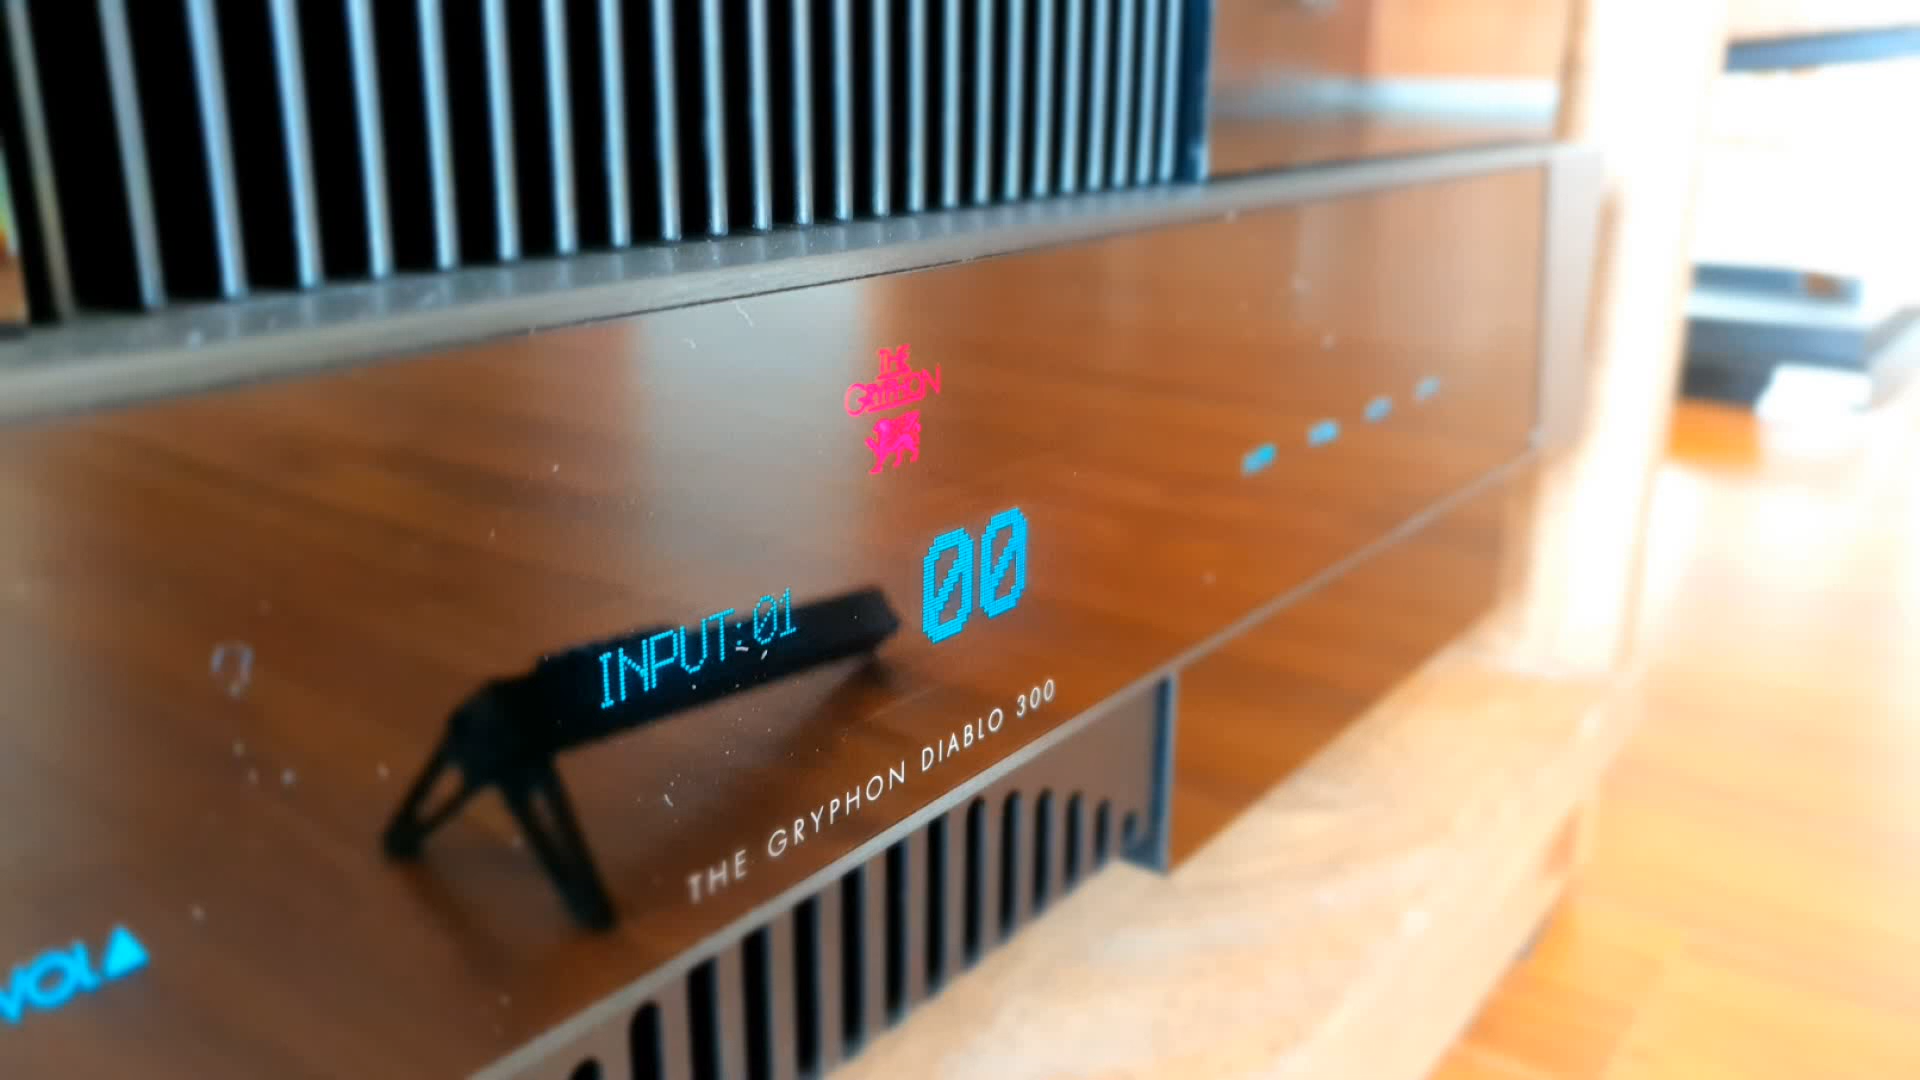 THE
GRYPHON
INPUT:01
00
THE GRYPHON DIABLO 300
VOL